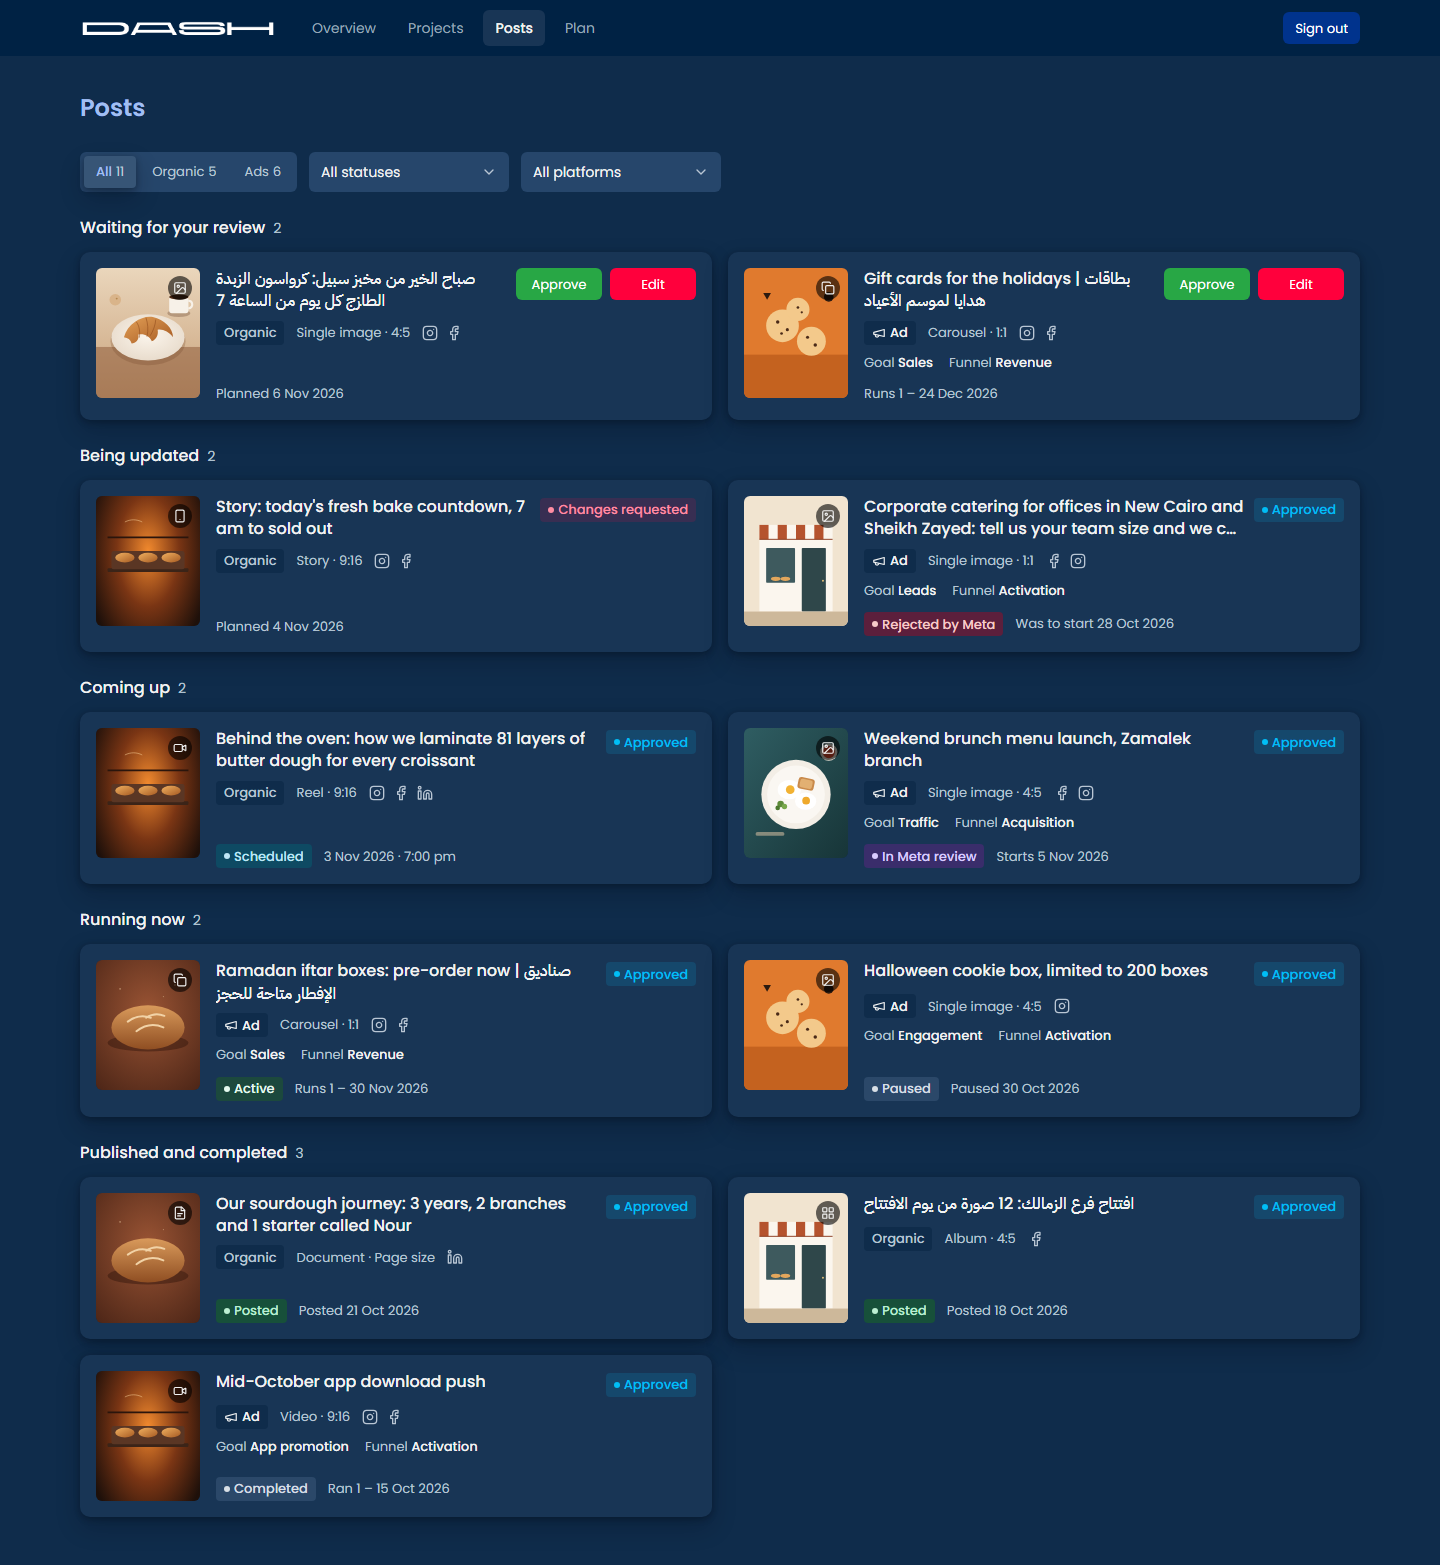 DASH
Overview
Projects
Posts
Plan
Sign out
Posts
All 11
Organic 5
Ads 6
All statuses
All platforms
Waiting for your review 2
صباح الخير من مخبز سبيل: كرواسون الزبدة
الطازج كل يوم من الساعة 7
Approve
Edit
Organic
Single image · 4:5
Planned 6 Nov 2026
Gift cards for the holidays | بطاقات
هدايا لموسم الأعياد
Approve
Edit
Ad
Carousel · 1:1
Goal Sales
Funnel Revenue
Runs 1 – 24 Dec 2026
Being updated 2
Story: today's fresh bake countdown, 7
am to sold out
Changes requested
Organic
Story · 9:16
Planned 4 Nov 2026
Corporate catering for offices in New Cairo and
Sheikh Zayed: tell us your team size and we c...
Approved
Ad
Single image · 1:1
Goal Leads
Funnel Activation
Rejected by Meta
Was to start 28 Oct 2026
Coming up 2
Behind the oven: how we laminate 81 layers of
butter dough for every croissant
Approved
Organic
Reel · 9:16
Scheduled
3 Nov 2026 · 7:00 pm
Weekend brunch menu launch, Zamalek
branch
Approved
Ad
Single image · 4:5
Goal Traffic
Funnel Acquisition
In Meta review
Starts 5 Nov 2026
Running now 2
Ramadan iftar boxes: pre-order now | صناديق
الإفطار متاحة للحجز
Approved
Ad
Carousel · 1:1
Goal Sales
Funnel Revenue
Active
Runs 1 – 30 Nov 2026
Halloween cookie box, limited to 200 boxes
Approved
Ad
Single image · 4:5
Goal Engagement
Funnel Activation
Paused
Paused 30 Oct 2026
Published and completed 3
Our sourdough journey: 3 years, 2 branches
and 1 starter called Nour
Approved
Organic
Document · Page size
Posted
Posted 21 Oct 2026
افتتاح فرع الزمالك: 12 صورة من يوم الافتتاح
Approved
Organic
Album · 4:5
Posted
Posted 18 Oct 2026
Mid-October app download push
Approved
Ad
Video · 9:16
Goal App promotion
Funnel Activation
Completed
Ran 1 – 15 Oct 2026